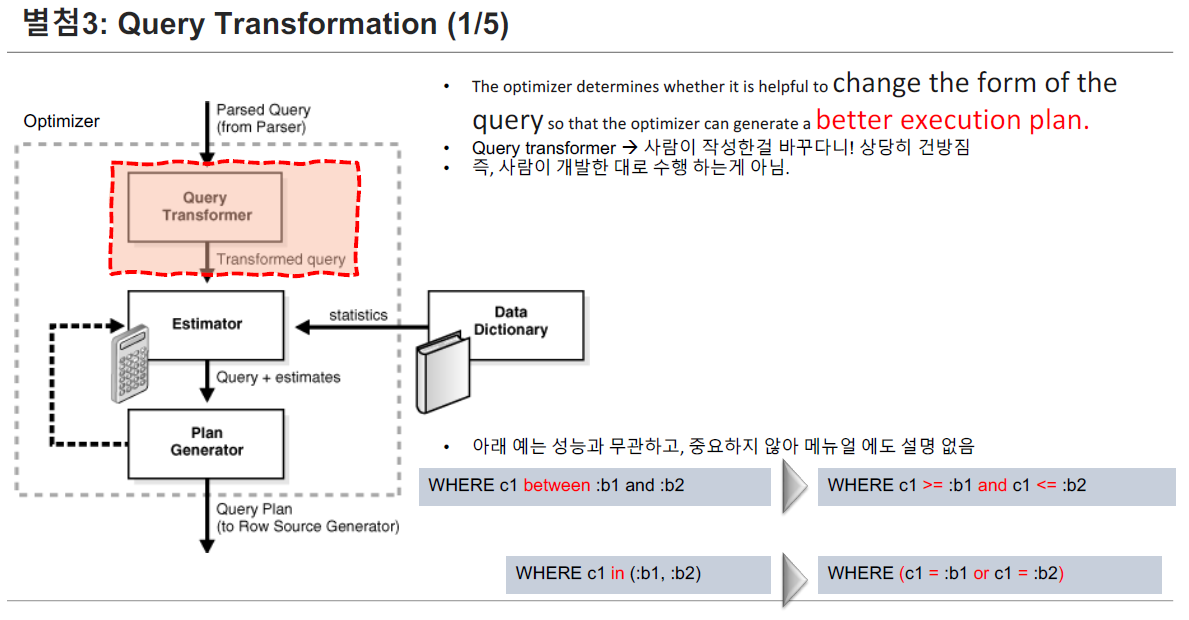 별첨3: Query Transformation (1/5)
• The optimizer determines whether it is helpful to change the form of the
query so that the optimizer can generate a better execution plan.
• Query transformer → 사람이 작성한걸 바꾸다니! 상당히 건방짐
• 즉, 사람이 개발한 대로 수행 하는게 아님.
Optimizer
Parsed Query
(from Parser)
Query
Transformer
Transformed query
Estimator
statistics
Data
Dictionary
Query + estimates
Plan
Generator
Query Plan
(to Row Source Generator)
• 아래 예는 성능과 무관하고, 중요하지 않아 메뉴얼 에도 설명 없음
WHERE c1 between :b1 and :b2
WHERE c1 >= :b1 and c1 <= :b2
WHERE c1 in (:b1, :b2)
WHERE (c1 = :b1 or c1 = :b2)